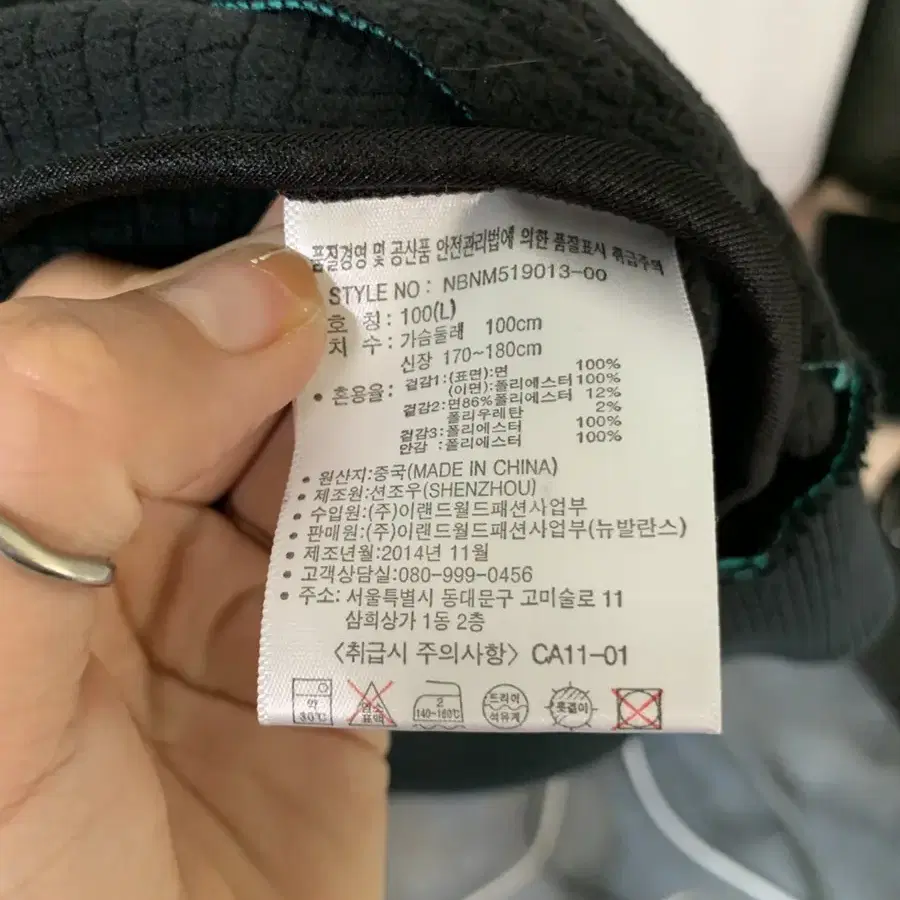 품질경영 및 공산품 안전관리법에 의한 품질표시 취급주의
STYLE NO : NBNM519013-00
호 칭 : 100(L)
치 수 : 가슴둘레 100cm
신장 170~180cm
• 혼용율: 겉감1:(표면):면 100%
(이면):폴리에스터 100%
겉감2:면86%폴리에스터 12%
폴리우레탄 2%
겉감3:폴리에스터 100%
안감 :폴리에스터 100%
• 원산지:중국(MADE IN CHINA)
• 제조원:션조우(SHENZHOU)
• 수입원:(주)이랜드월드패션사업부
• 판매원:(주)이랜드월드패션사업부(뉴발란스)
• 제조년월:2014년 11월
• 고객상담실:080-999-0456
• 주소: 서울특별시 동대문구 고미술로 11
삼희상가 1동 2층
〈취급시 주의사항〉 CA11-01
약 30℃
염소 표백
2 140~160℃
드라이 석유계
옷걸이